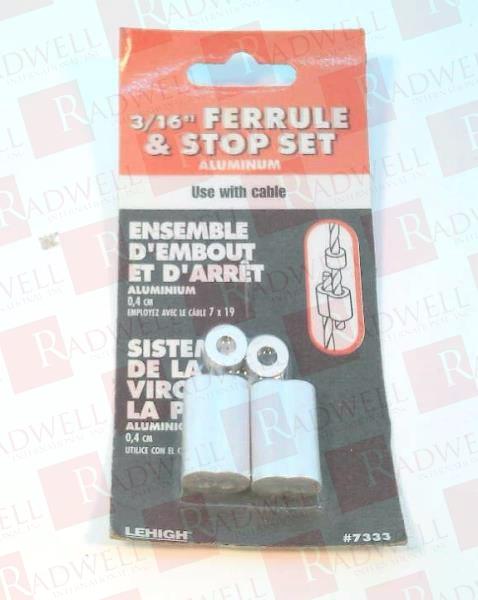 3/16" FERRULE
& STOP SET
ALUMINUM
Use with cable
ENSEMBLE
D'EMBOUT
ET D'ARRÊT
ALUMINIUM
0,4 CM
EMPLOYEZ AVEC LE CÂBLE 7 x 19
SISTEM
DE LA
VIRO
LA P
ALUMINIO
0,4 CM
UTILICE CON EL C
LEHIGH
#7333
RADWELL
INTERNATIONAL, INC.